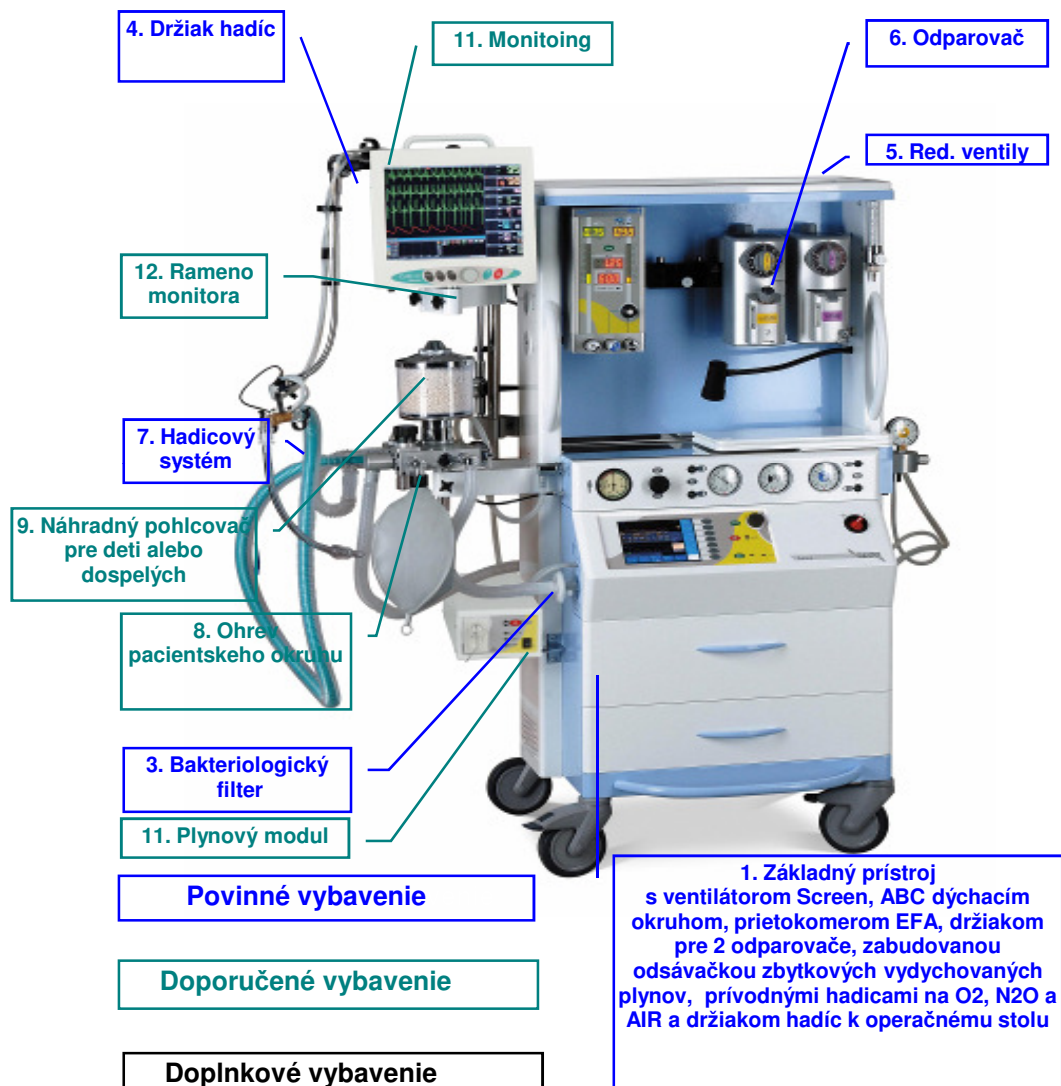 4. Držiak hadíc
11. Monitoing
6. Odparovač
5. Red. ventily
12. Rameno
monitora
7. Hadicový
systém
9. Náhradný pohlcovač
pre deti alebo
dospelých
8. Ohrev
pacientskeho okruhu
3. Bakteriologický
filter
11. Plynový modul
Povinné vybavenie
Doporučené vybavenie
Doplnkové vybavenie
1. Základný prístroj
s ventilátorom Screen, ABC dýchacím
okruhom, prietokomerom EFA, držiakom
pre 2 odparovače, zabudovanou
odsávačkou zbytkových vydychovaných
plynov, prívodnými hadicami na O2, N2O a
AIR a držiakom hadíc k operačnému stolu